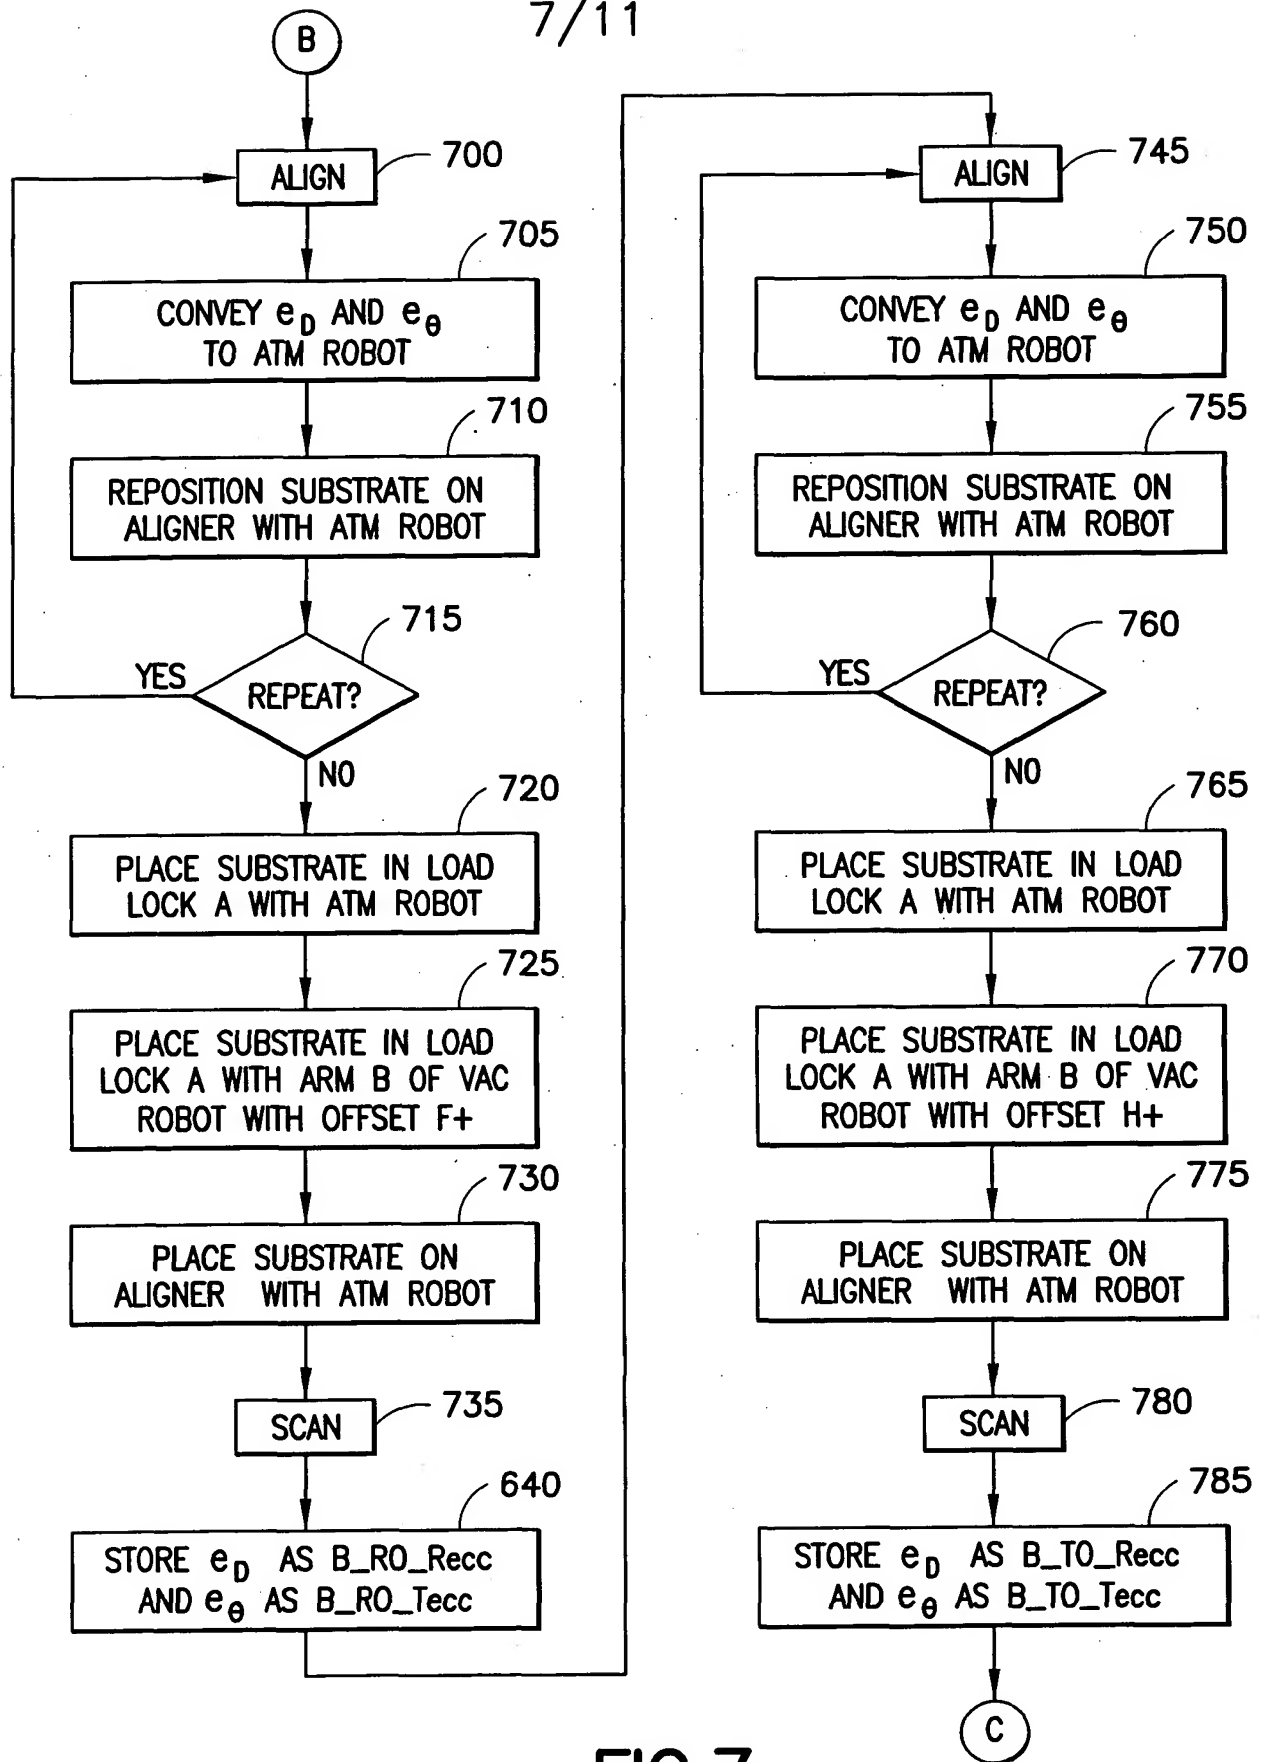 7/11
B
ALIGN
700
705
CONVEY eD AND eθ
TO ATM ROBOT
710
REPOSITION SUBSTRATE ON
ALIGNER WITH ATM ROBOT
715
REPEAT?
YES
NO
720
PLACE SUBSTRATE IN LOAD
LOCK A WITH ATM ROBOT
725
PLACE SUBSTRATE IN LOAD
LOCK A WITH ARM B OF VAC
ROBOT WITH OFFSET F+
730
PLACE SUBSTRATE ON
ALIGNER WITH ATM ROBOT
SCAN
735
640
STORE eD AS B_RO_Recc
AND eθ AS B_RO_Tecc
ALIGN
745
750
CONVEY eD AND eθ
TO ATM ROBOT
755
REPOSITION SUBSTRATE ON
ALIGNER WITH ATM ROBOT
760
REPEAT?
YES
NO
765
PLACE SUBSTRATE IN LOAD
LOCK A WITH ATM ROBOT
770
PLACE SUBSTRATE IN LOAD
LOCK A WITH ARM B OF VAC
ROBOT WITH OFFSET H+
775
PLACE SUBSTRATE ON
ALIGNER WITH ATM ROBOT
SCAN
780
785
STORE eD AS B_TO_Recc
AND eθ AS B_TO_Tecc
C
FIG.7